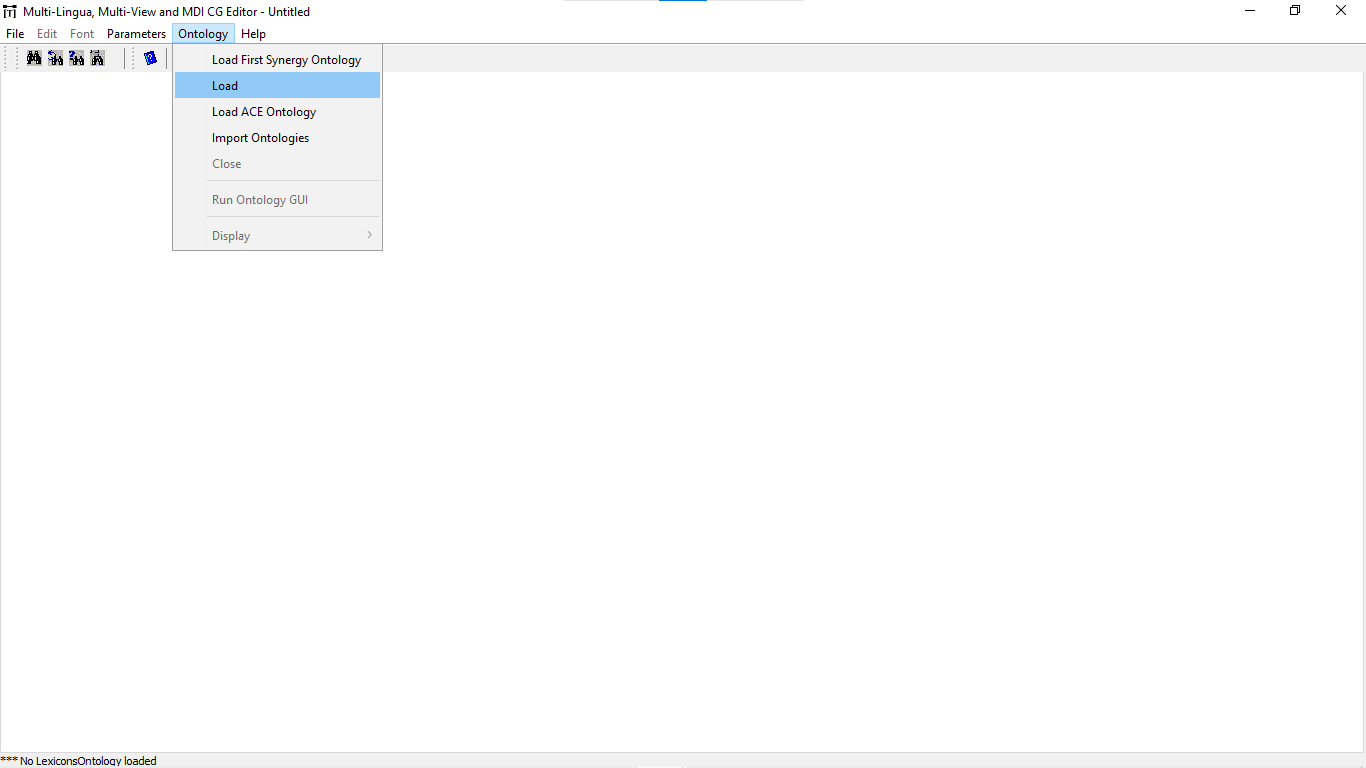 Multi-Lingua, Multi-View and MDI CG Editor - Untitled
File Edit Font Parameters Ontology Help
Load First Synergy Ontology
Load
Load ACE Ontology
Import Ontologies
Close
Run Ontology GUI
Display
*** No LexiconsOntology loaded